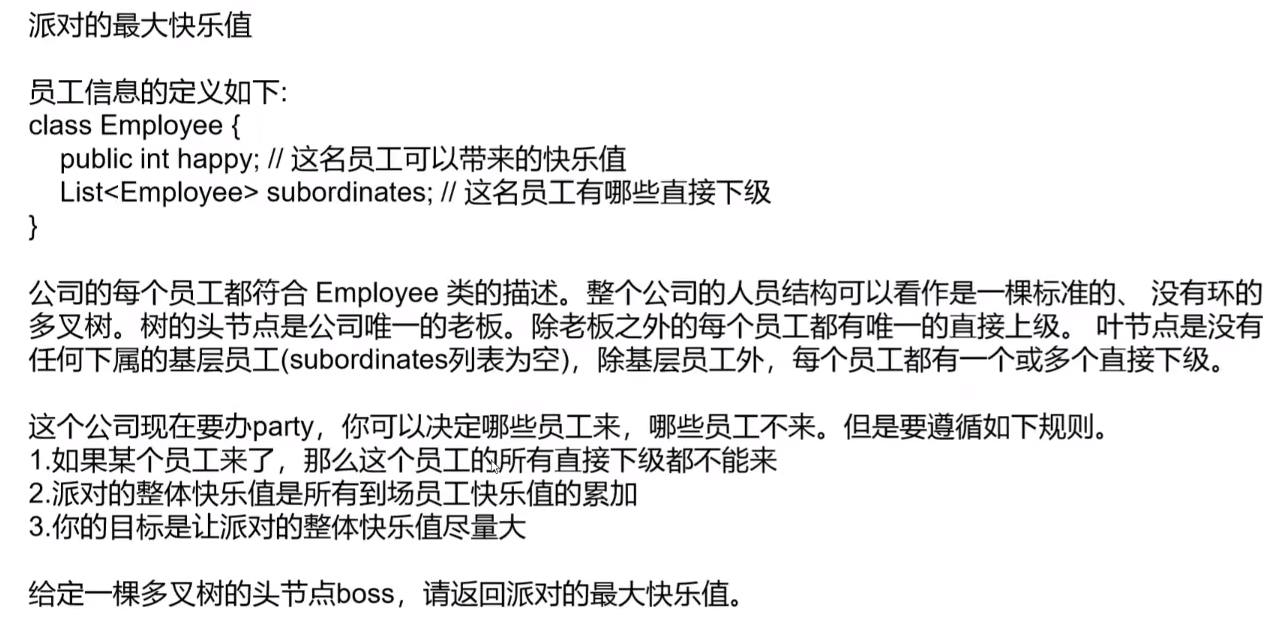 派对的最大快乐值
员工信息的定义如下:
class Employee {
public int happy; // 这名员工可以带来的快乐值
List<Employee> subordinates; // 这名员工有哪些直接下级
}
公司的每个员工都符合 Employee 类的描述。整个公司的人员结构可以看作是一棵标准的、 没有环的
多叉树。树的头节点是公司唯一的老板。除老板之外的每个员工都有唯一的直接上级。 叶节点是没有
任何下属的基层员工(subordinates列表为空)，除基层员工外，每个员工都有一个或多个直接下级。
这个公司现在要办party，你可以决定哪些员工来，哪些员工不来。但是要遵循如下规则。
1.如果某个员工来了，那么这个员工的所有直接下级都不能来
2.派对的整体快乐值是所有到场员工快乐值的累加
3.你的目标是让派对的整体快乐值尽量大
给定一棵多叉树的头节点boss，请返回派对的最大快乐值。